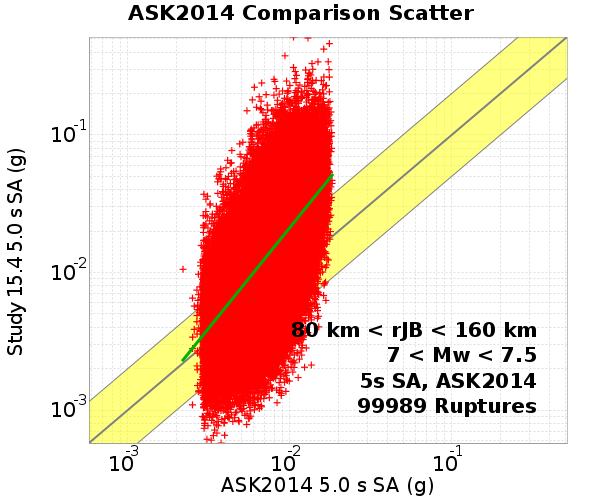 ASK2014 Comparison Scatter
Study 15.4 5.0 s SA (g)
10-1
10-2
10-3
80 km < rJB < 160 km
7 < Mw < 7.5
5s SA, ASK2014
99989 Ruptures
10-3 10-2 10-1
ASK2014 5.0 s SA (g)